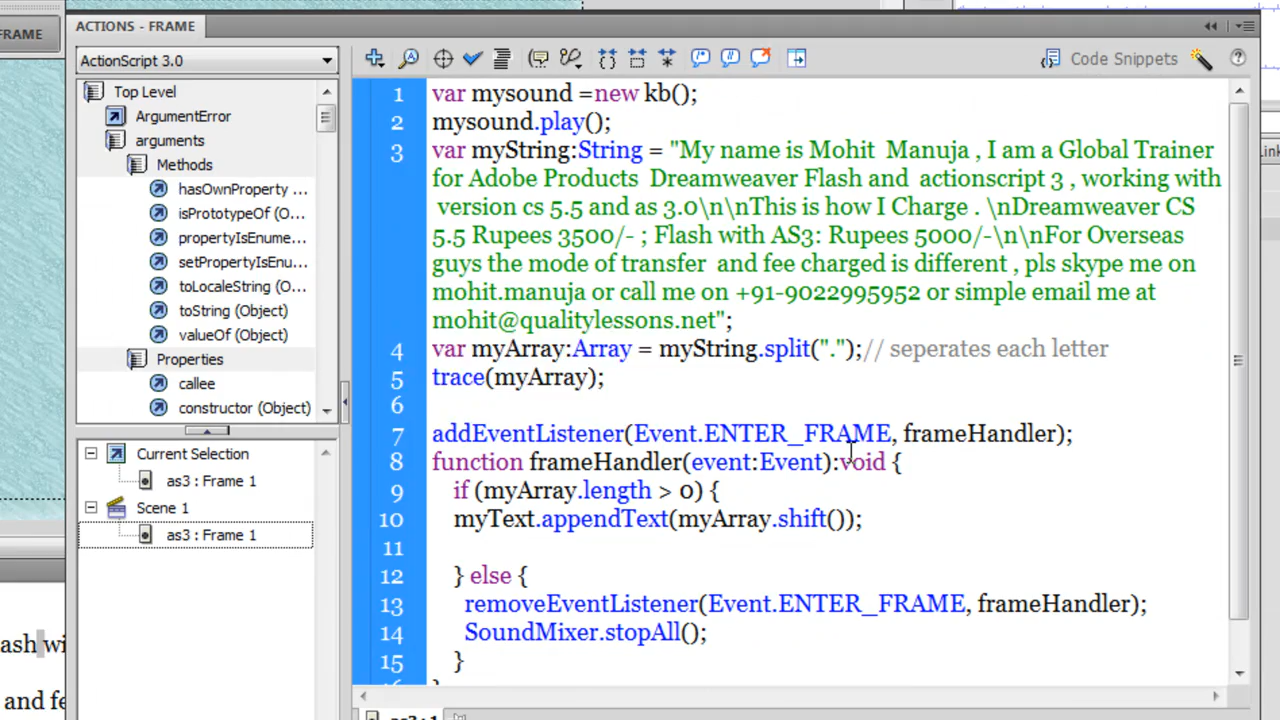 FRAME
ACTIONS - FRAME
ActionScript 3.0
Code Snippets
Top Level
ArgumentError
arguments
Methods
hasOwnProperty ...
isPrototypeOf (O...
propertyIsEnume...
setPropertyIsEnu...
toLocaleString (O...
toString (Object)
valueOf (Object)
Properties
callee
constructor (Object)
Current Selection
as3 : Frame 1
Scene 1
as3 : Frame 1
1 var mysound =new kb();
2 mysound.play();
3 var myString:String = "My name is Mohit  Manuja , I am a Global Trainer
for Adobe Products  Dreamweaver Flash and  actionscript 3 , working with
version cs 5.5 and as 3.0\n\nThis is how I Charge . \nDreamweaver CS
5.5 Rupees 3500/- ; Flash with AS3: Rupees 5000/-\n\nFor Overseas
guys the mode of transfer  and fee charged is different , pls skype me on
mohit.manuja or call me on +91-9022995952 or simple email me at
mohit@qualitylessons.net";
4 var myArray:Array = myString.split(".");// seperates each letter
5 trace(myArray);
6
7 addEventListener(Event.ENTER_FRAME, frameHandler);
8 function frameHandler(event:Event):void {
9 if (myArray.length > 0) {
10 myText.appendText(myArray.shift());
11
12 } else {
13 removeEventListener(Event.ENTER_FRAME, frameHandler);
14 SoundMixer.stopAll();
15 }
as3 : 1
ash wi
and fe
Link